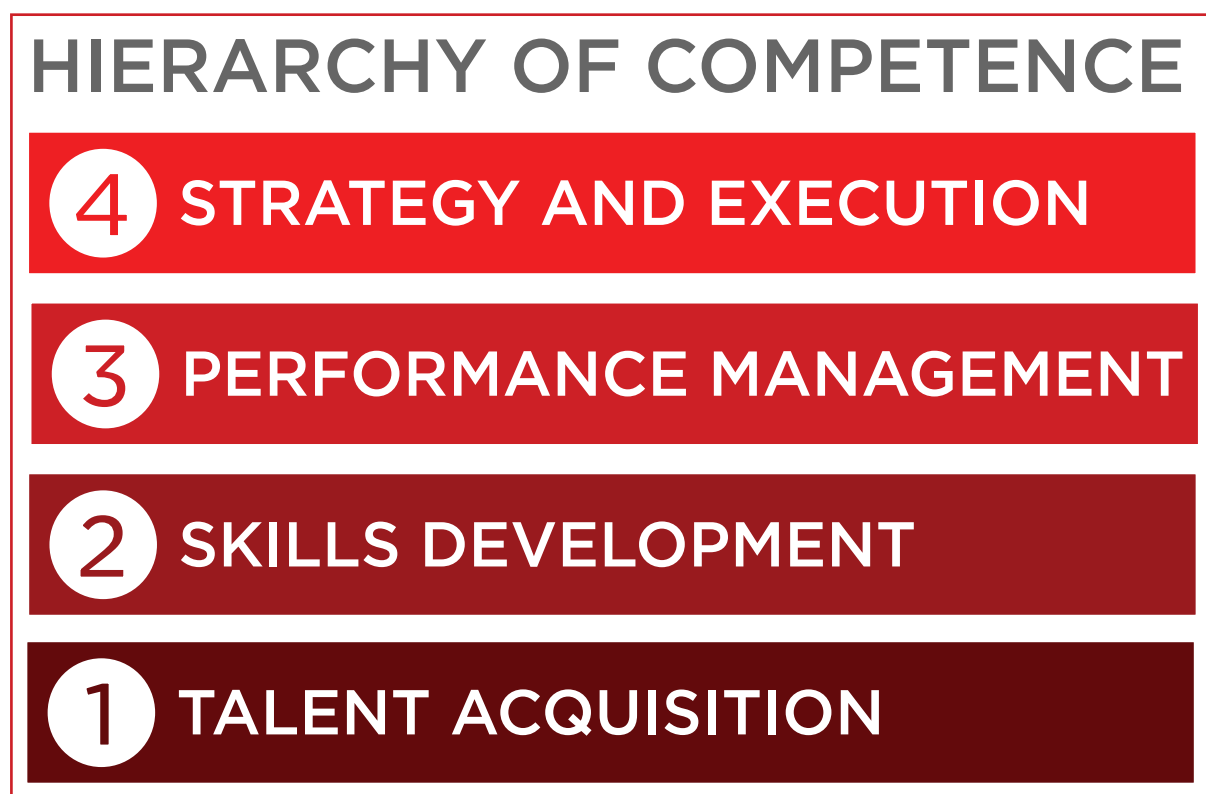 HIERARCHY OF COMPETENCE
4 STRATEGY AND EXECUTION
3 PERFORMANCE MANAGEMENT
2 SKILLS DEVELOPMENT
1 TALENT ACQUISITION